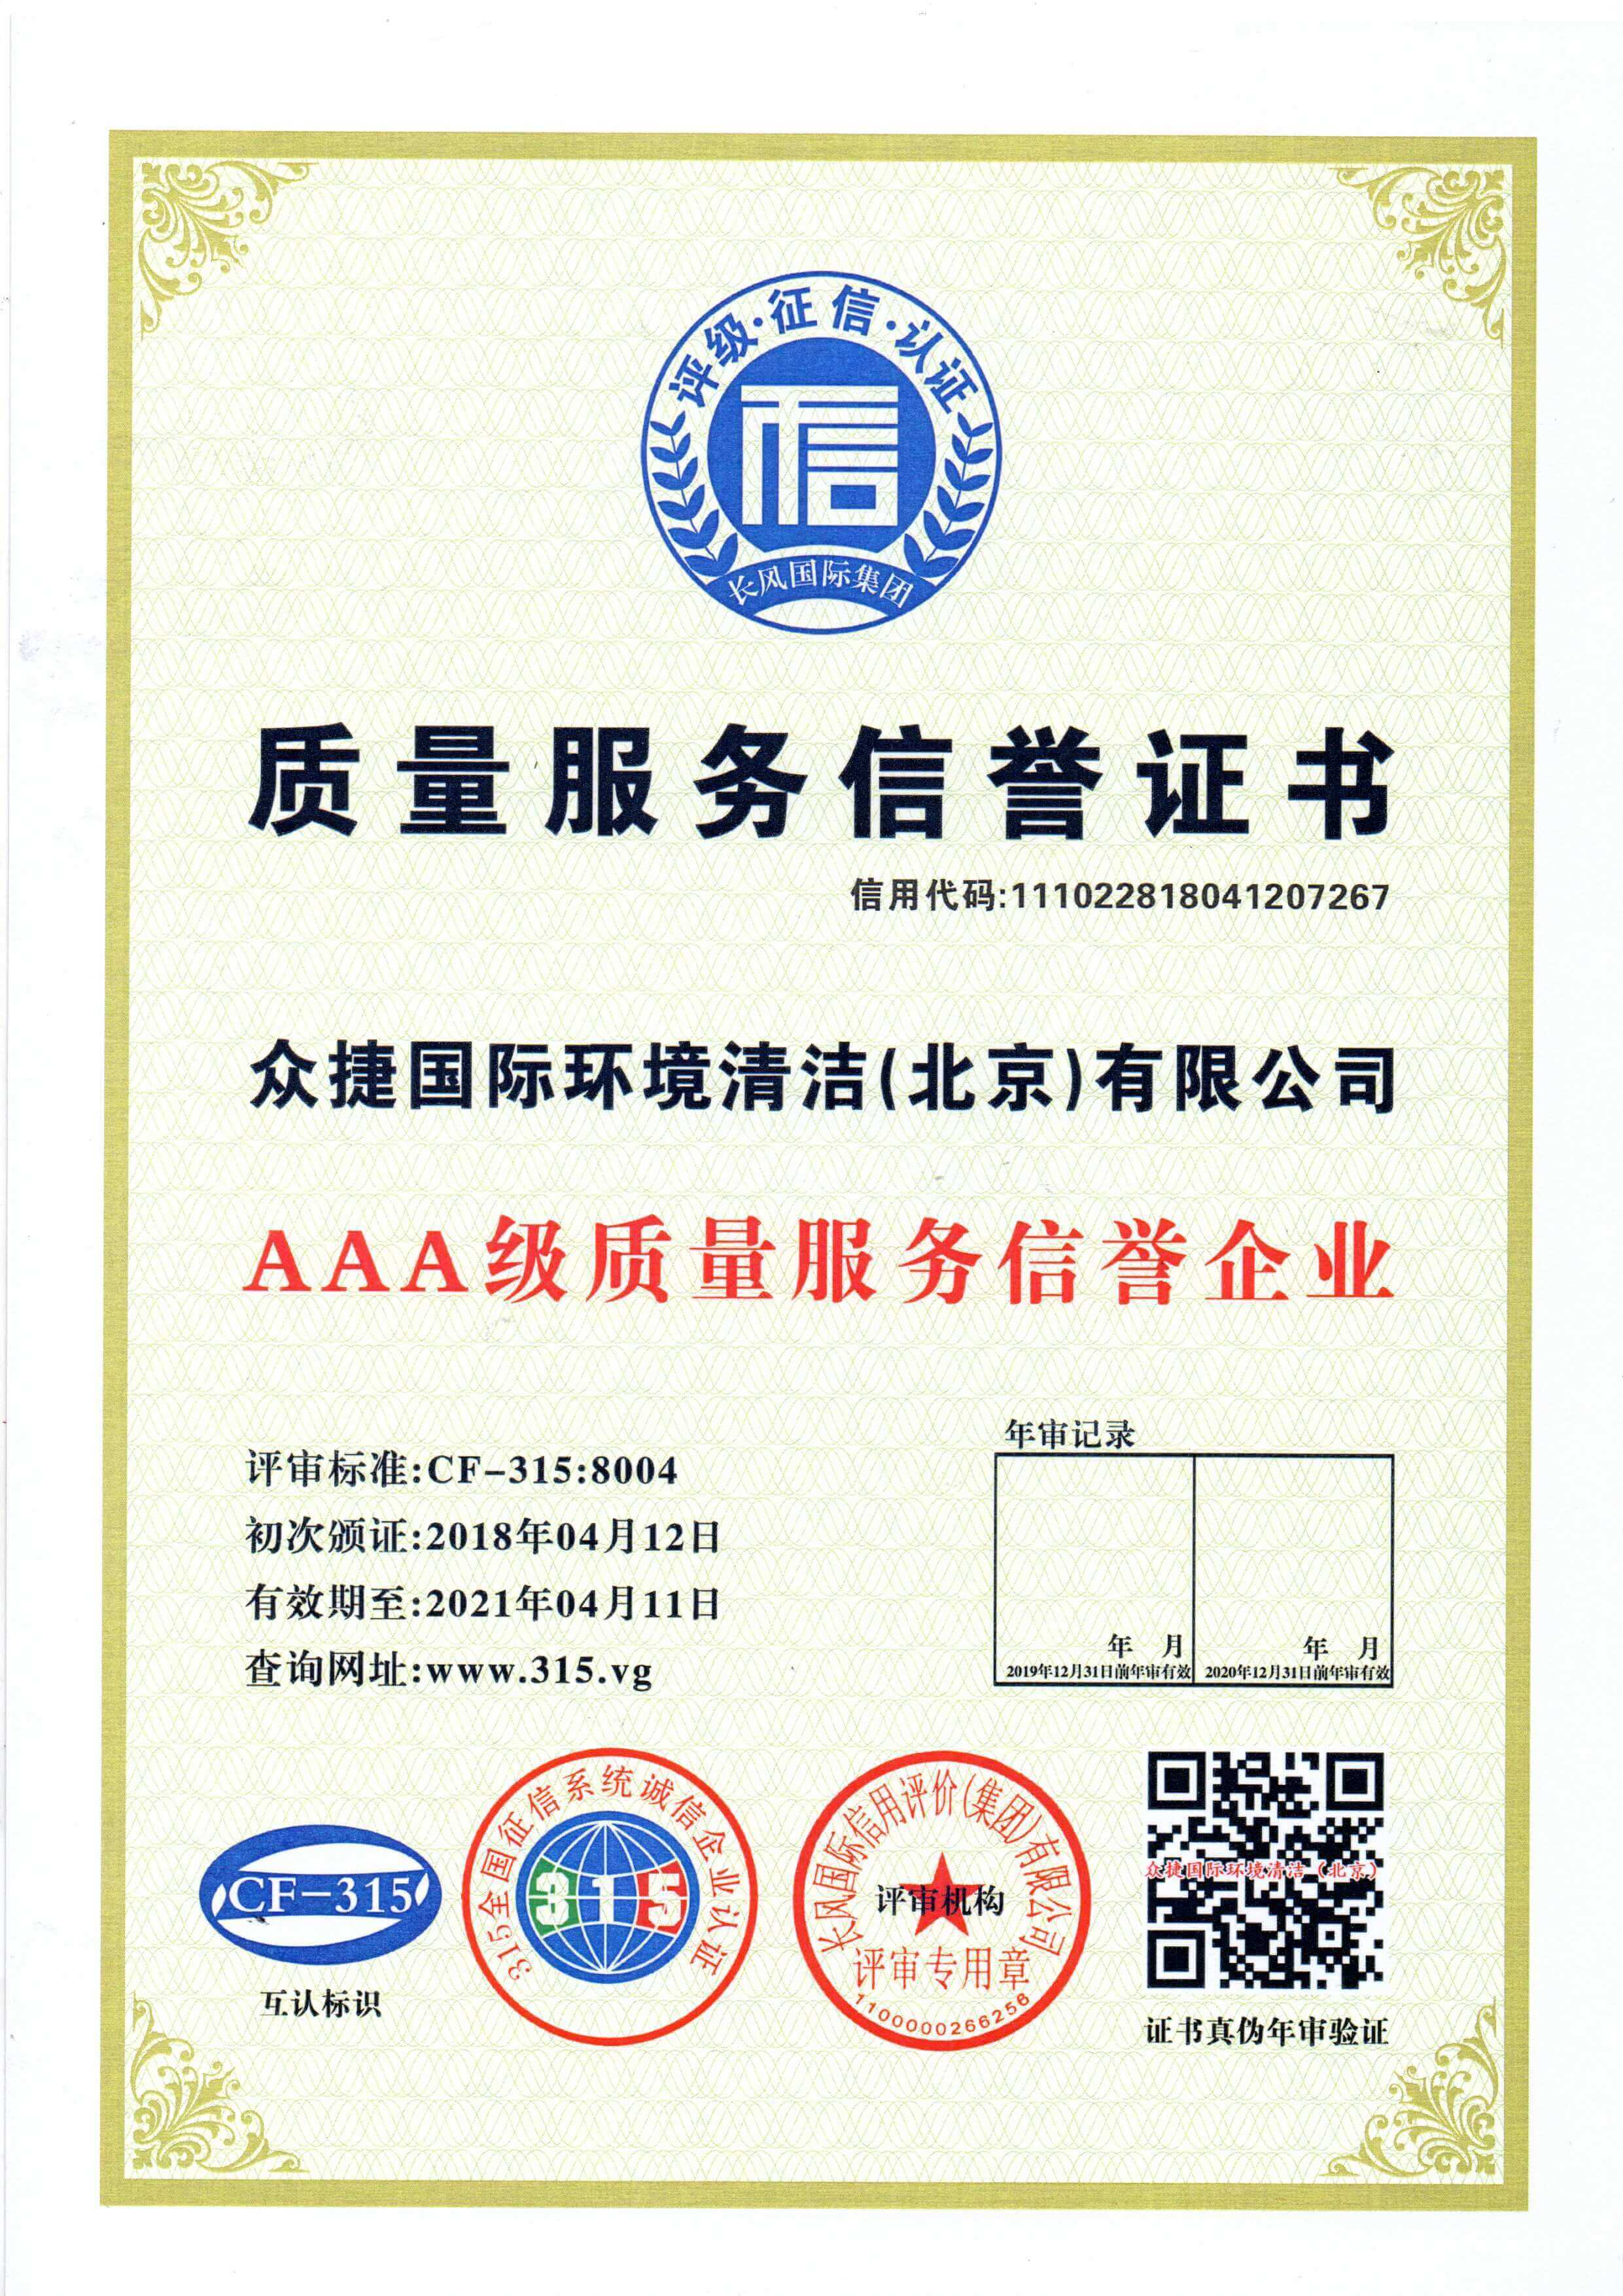 评级·征信·认证
信
长风国际集团
质量服务信誉证书
信用代码:111022818041207267
众捷国际环境清洁(北京)有限公司
AAA级质量服务信誉企业
评审标准:CF-315:8004
初次颁证:2018年04月12日
有效期至:2021年04月11日
查询网址:www.315.vg
年审记录
年 月
2019年12月31日前年审有效
年 月
2020年12月31日前年审有效
CF-315
互认标识
315全国征信系统诚信企业认证
315
长风国际信用评价(集团)有限公司
评审机构
评审专用章
1100000266256
众捷国际环境清洁(北京)
证书真伪年审验证